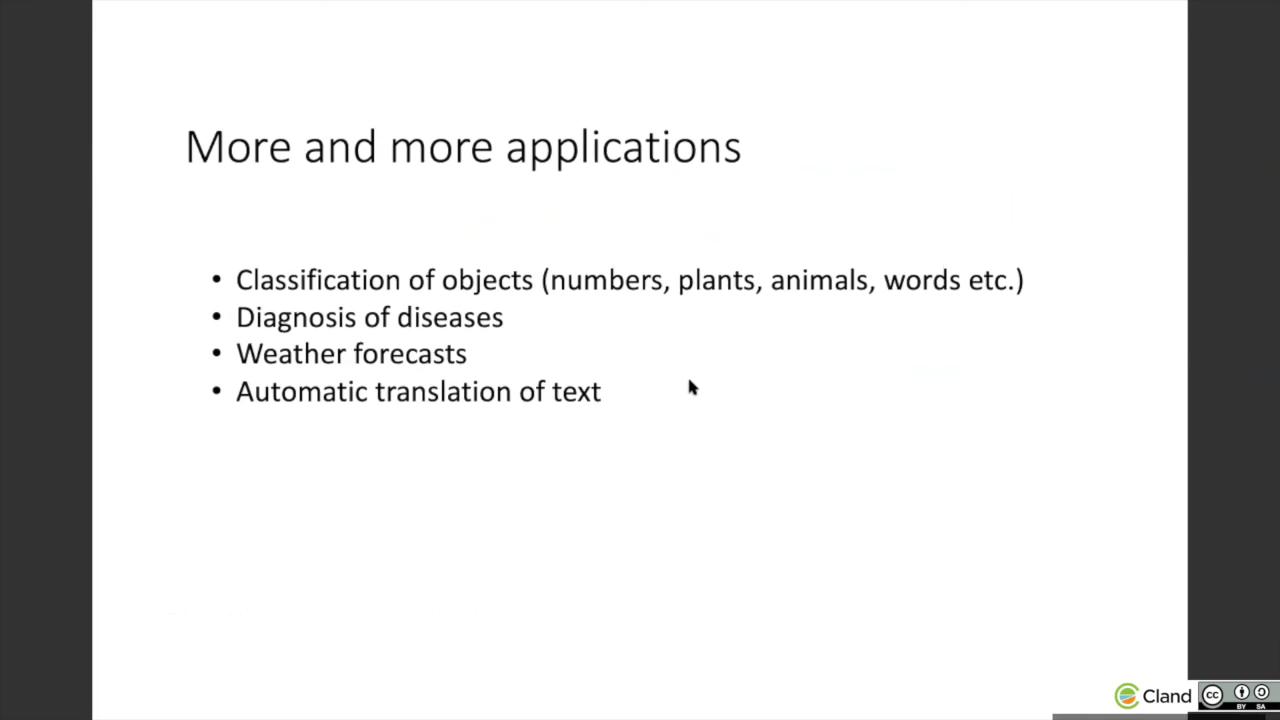 More and more applications
• Classification of objects (numbers, plants, animals, words etc.)
• Diagnosis of diseases
• Weather forecasts
• Automatic translation of text
Cland
cc BY SA